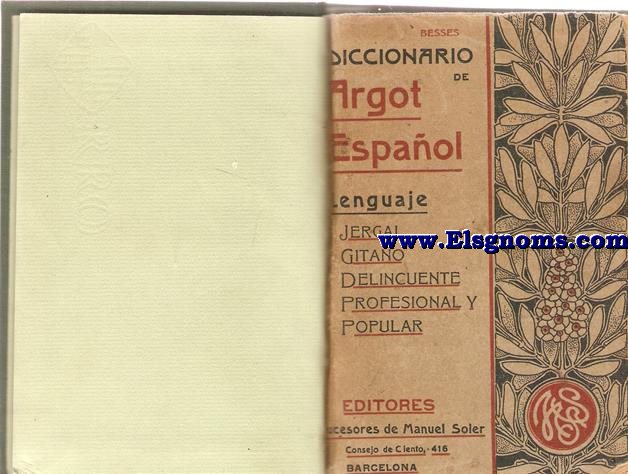 BESSES
DICCIONARIO
DE
Argot
Español
Lenguaje
JERGAL
GITANO
DELINCUENTE
PROFESIONAL Y
POPULAR
www.Elsgnoms.com
EDITORES
cesores de Manuel Soler
Consejo de Ciento, 416
BARCELONA